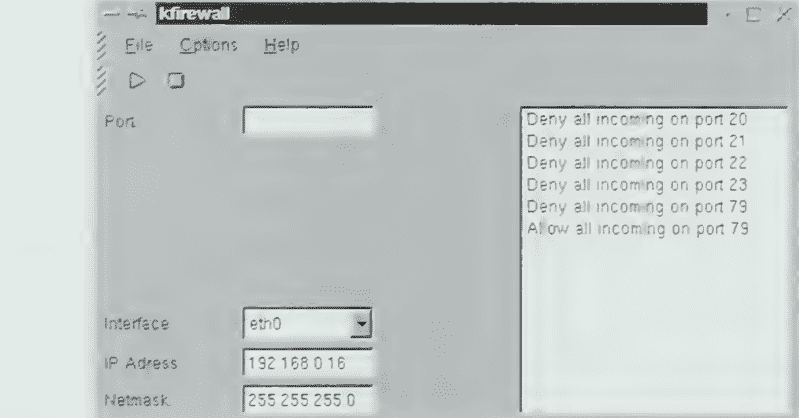 kfirewall
File Options Help
Port
Deny all incoming on port 20
Deny all incoming on port 21
Deny all incoming on port 22
Deny all incoming on port 23
Deny all incoming on port 79
Allow all incoming on port 79
Interface eth0
IP Adress 192.168.0.16
Netmask 255.255.255.0